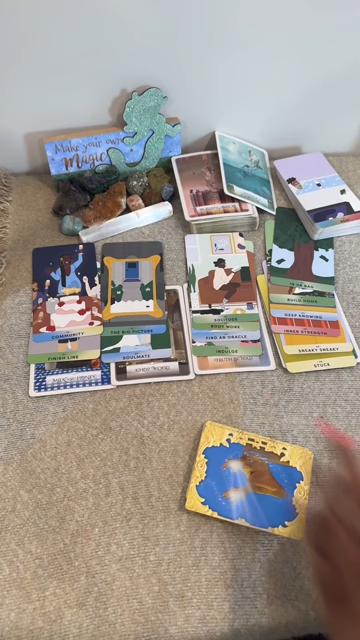 Make your own
Magic
COMMUNITY
FINISH LINE
THE BIG PICTURE
SOULMATE
SOLITUDE
BODY WORK
FIND AN ORACLE
INDULGE
BUILD HOME
DEEP KNOWING
INNER STRENGTH
SNEAKY SNEAKY
STUCK